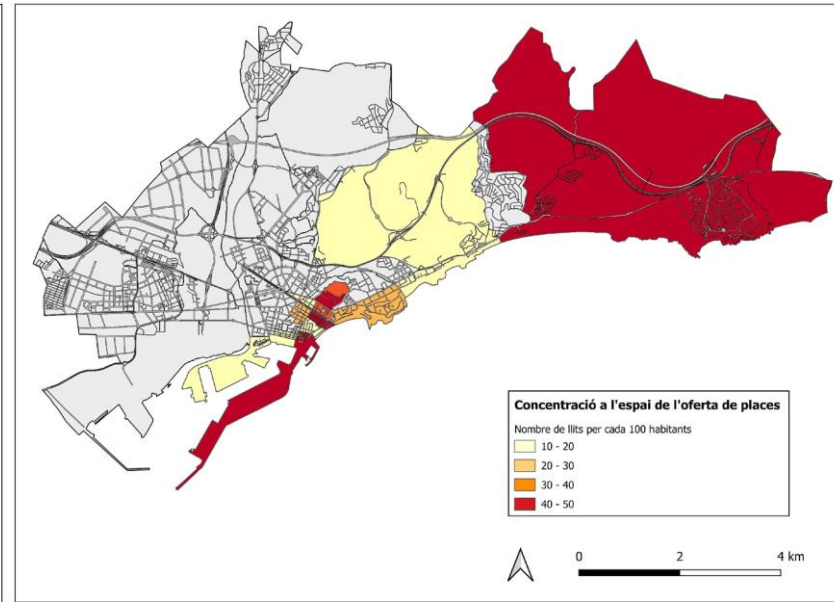 Concentració a l'espai de l'oferta de places
Nombre de llits per cada 100 habitants
10 - 20
20 - 30
30 - 40
40 - 50
0 2 4 km